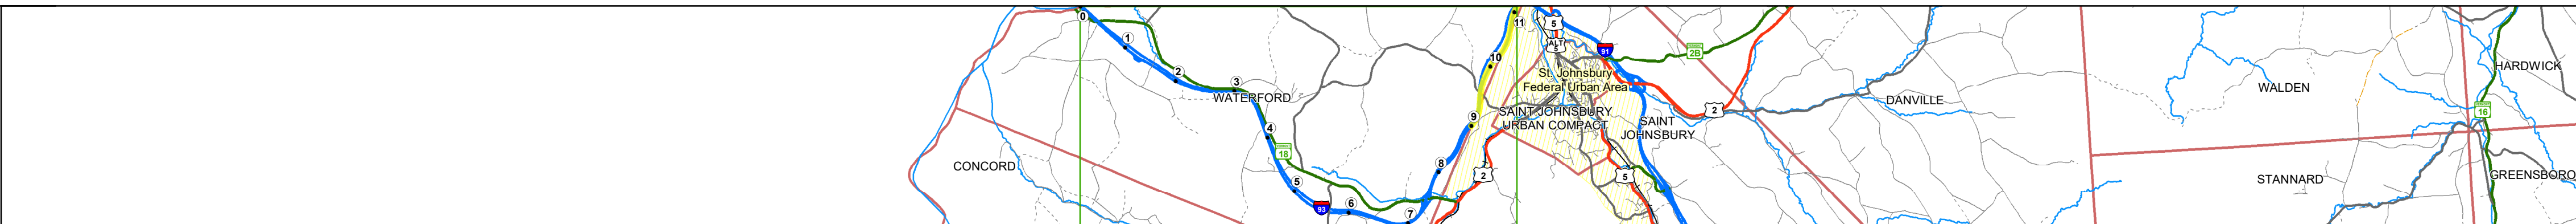 0
1
2
3
WATERFORD
4
18
5
93
6
7
8
9
10
11
CONCORD
5
ALT
5
91
2B
St. Johnsbury
Federal Urban Area
SAINT JOHNSBURY
URBAN COMPACT
SAINT
JOHNSBURY
2
2
5
DANVILLE
WALDEN
HARDWICK
16
STANNARD
GREENSBORO